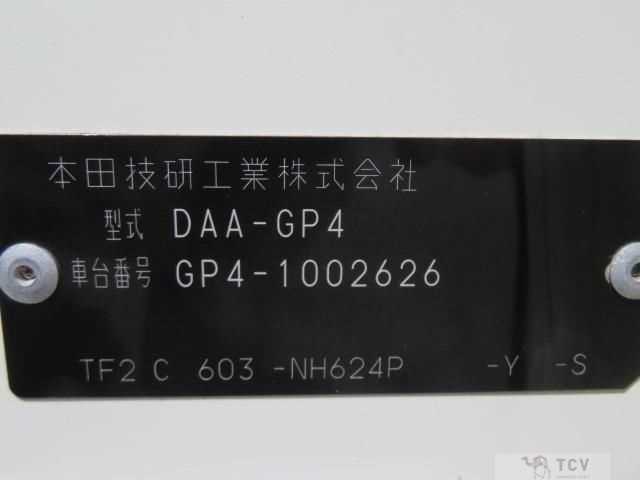 本田技研工業株式会社
型式 DAA-GP4
車台番号 GP4-1002626
TF2 C 603 -NH624P -Y -S
TCV